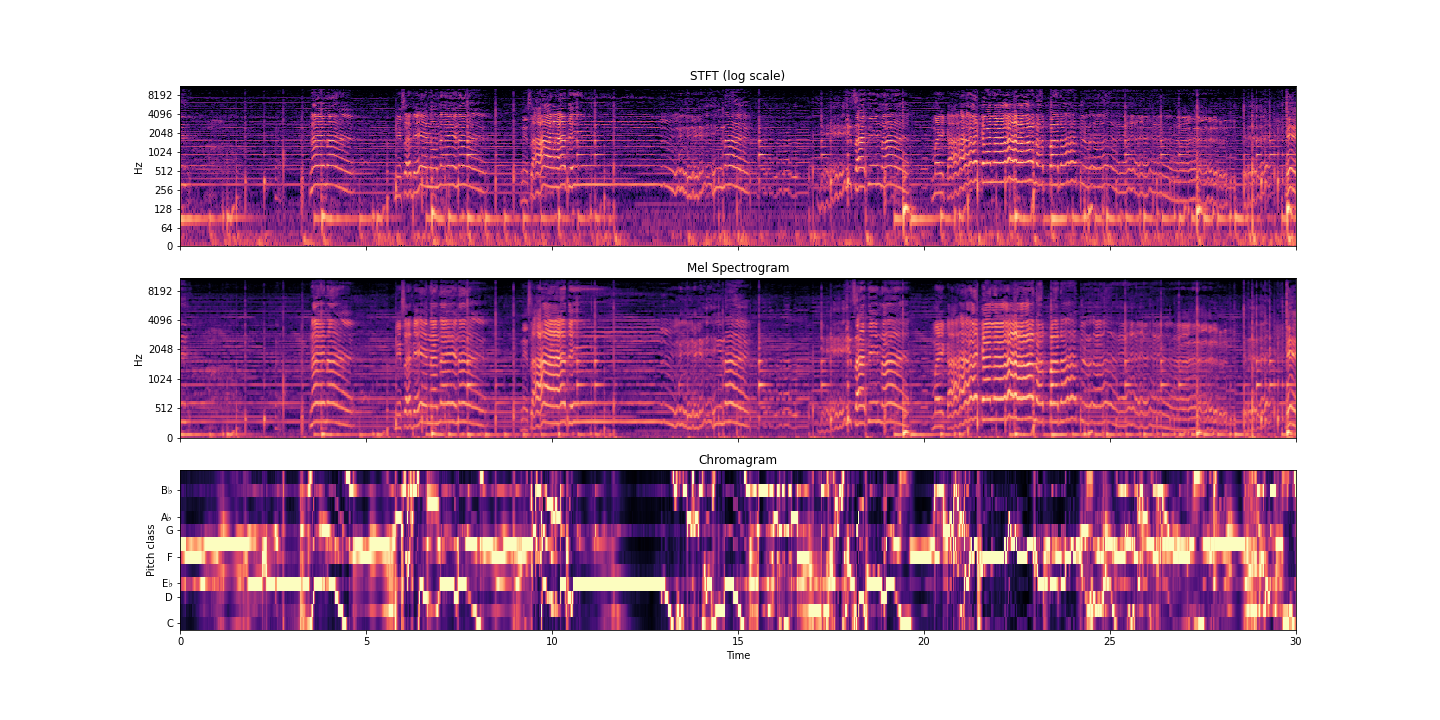 STFT (log scale)
8192
4096
2048
1024
512
256
128
64
0
Hz
Mel Spectrogram
8192
4096
2048
1024
512
0
Hz
Chromagram
B♭
A♭
G
F
E♭
D
C
Pitch class
0 5 10 15 20 25 30
Time